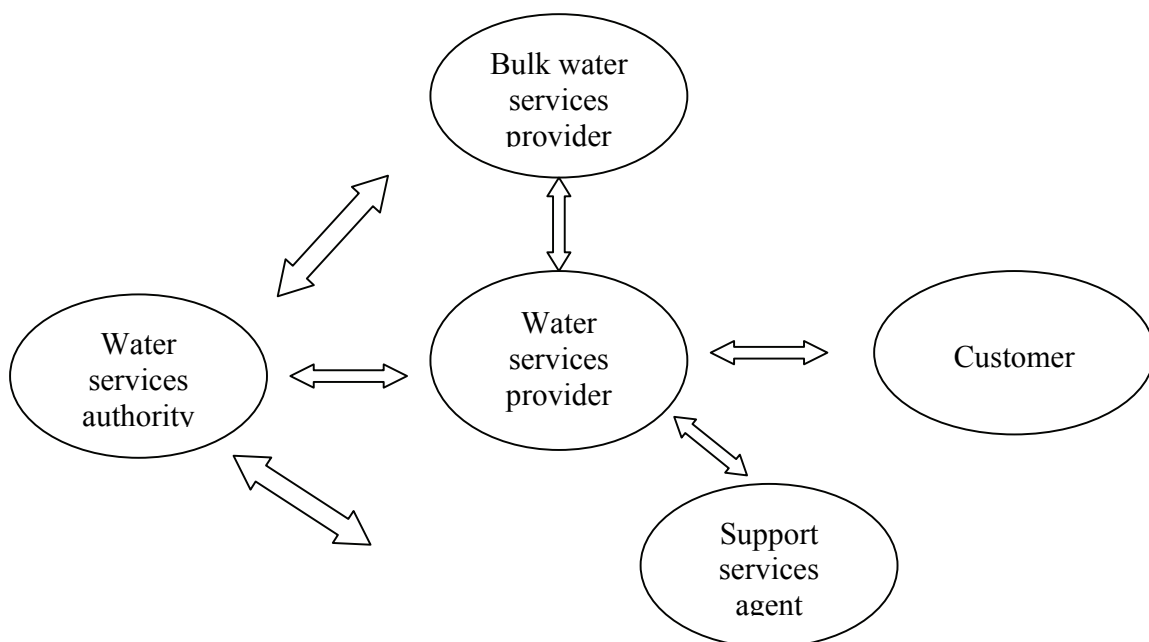 Bulk water
services
provider
Water
services
authority
Water
services
provider
Customer
Support
services
agent